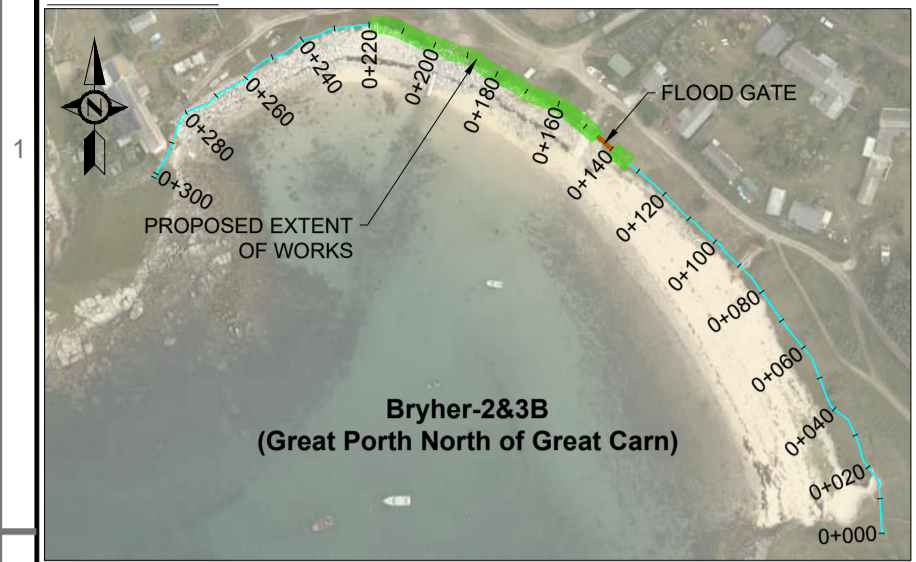 1
0+220
0+240
0+200
0+260
0+180
FLOOD GATE
0+280
0+160
0+140
0+300
0+120
PROPOSED EXTENT
OF WORKS
0+100
0+080
0+060
Bryher-2&3B
(Great Porth North of Great Carn)
0+040
0+020
0+000
N